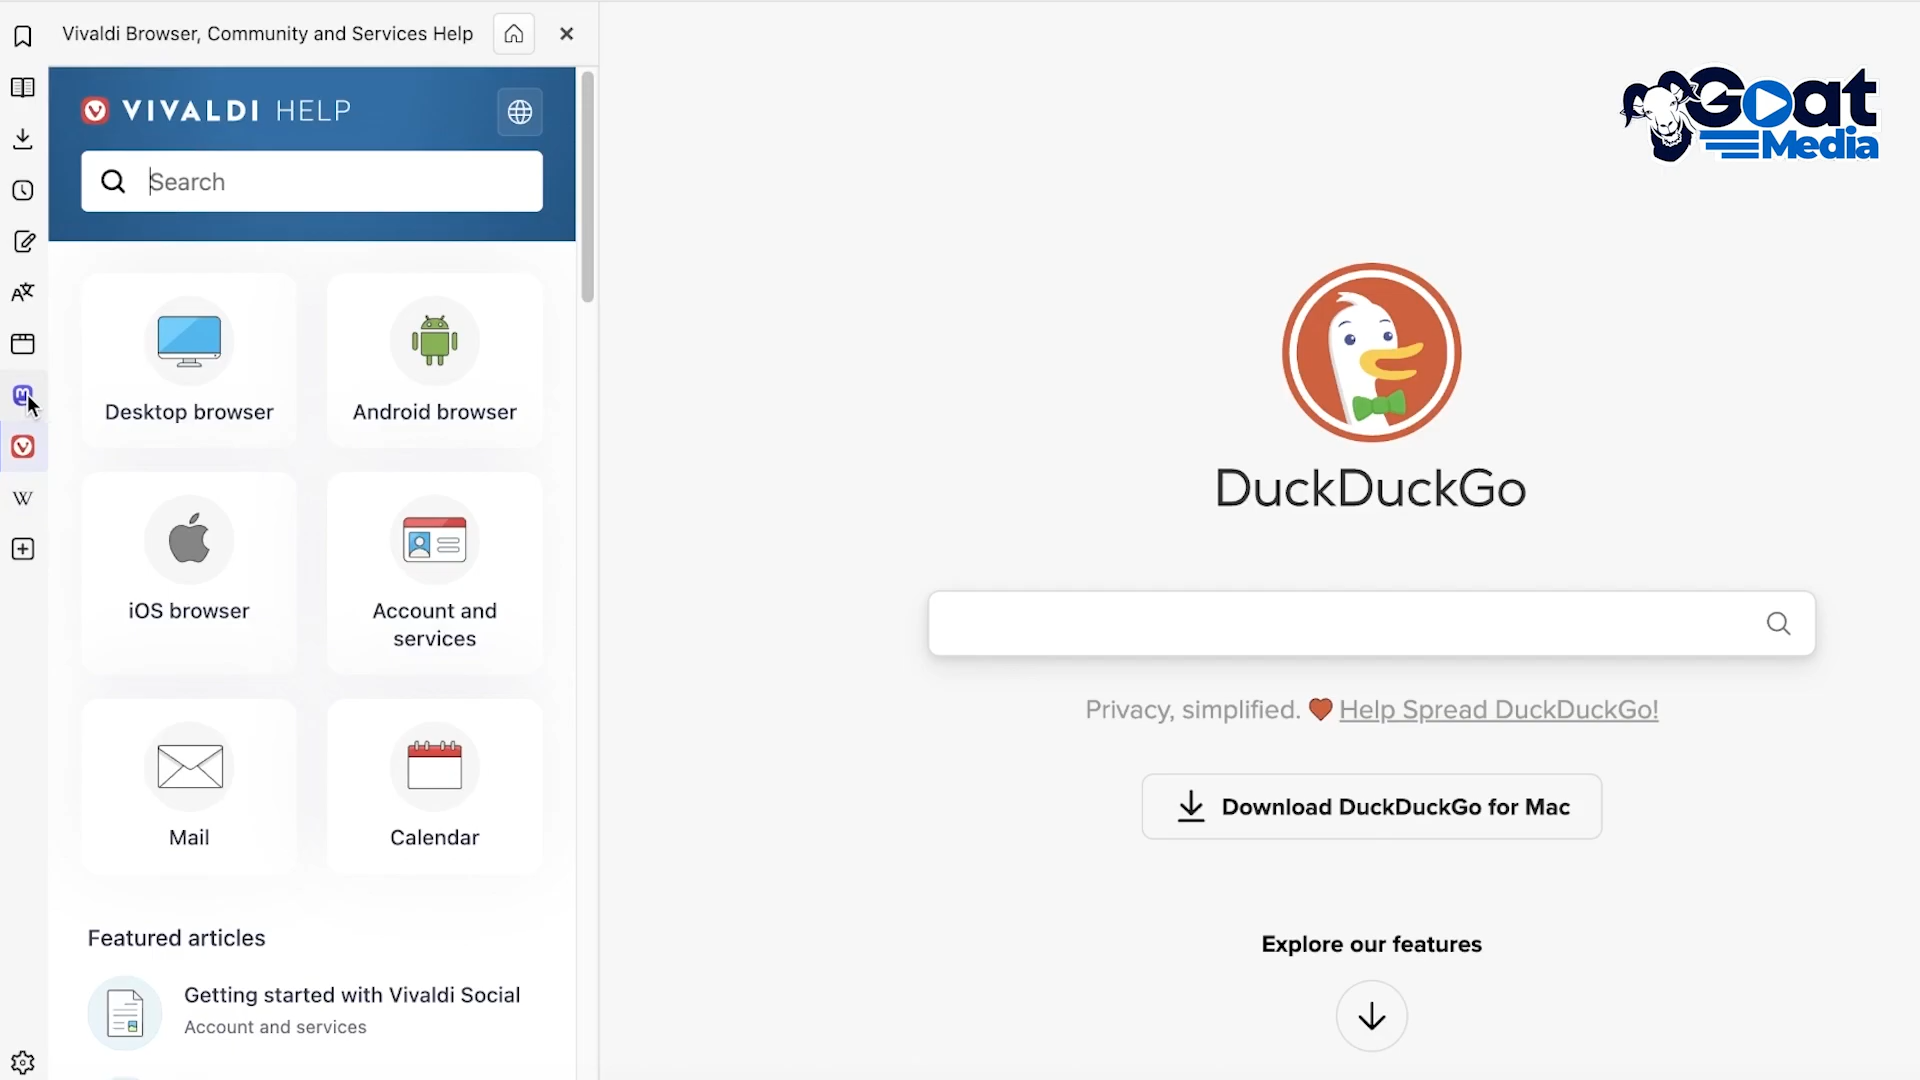 Vivaldi Browser, Community and Services Help
VIVALDI HELP
Search
Desktop browser
Android browser
iOS browser
Account and
services
Mail
Calendar
Featured articles
Getting started with Vivaldi Social
Account and services
W
Goat
Media
DuckDuckGo
Privacy, simplified. Help Spread DuckDuckGo!
Download DuckDuckGo for Mac
Explore our features